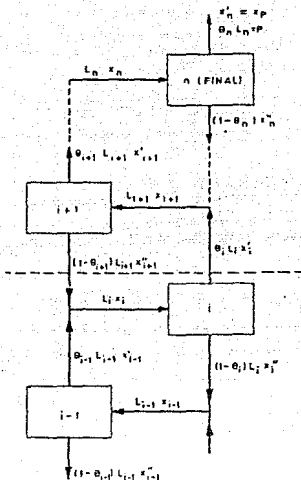 x'ₙ = x_P
θₙ Lₙ = P
Lₙ xₙ
n (FINAL)
(1-θₙ) x''ₙ
θᵢ₊₁ Lᵢ₊₁ x'ᵢ₊₁
Lᵢ₊₁ xᵢ₊₁
i+1
(1-θᵢ₊₁) Lᵢ₊₁ x''ᵢ₊₁
θᵢ Lᵢ x'ᵢ
Lᵢ xᵢ
i
θᵢ₋₁ Lᵢ₋₁ x'ᵢ₋₁
(1-θᵢ) Lᵢ x''ᵢ
Lᵢ₋₁ xᵢ₋₁
i-1
(1-θᵢ₋₁) Lᵢ₋₁ x''ᵢ₋₁